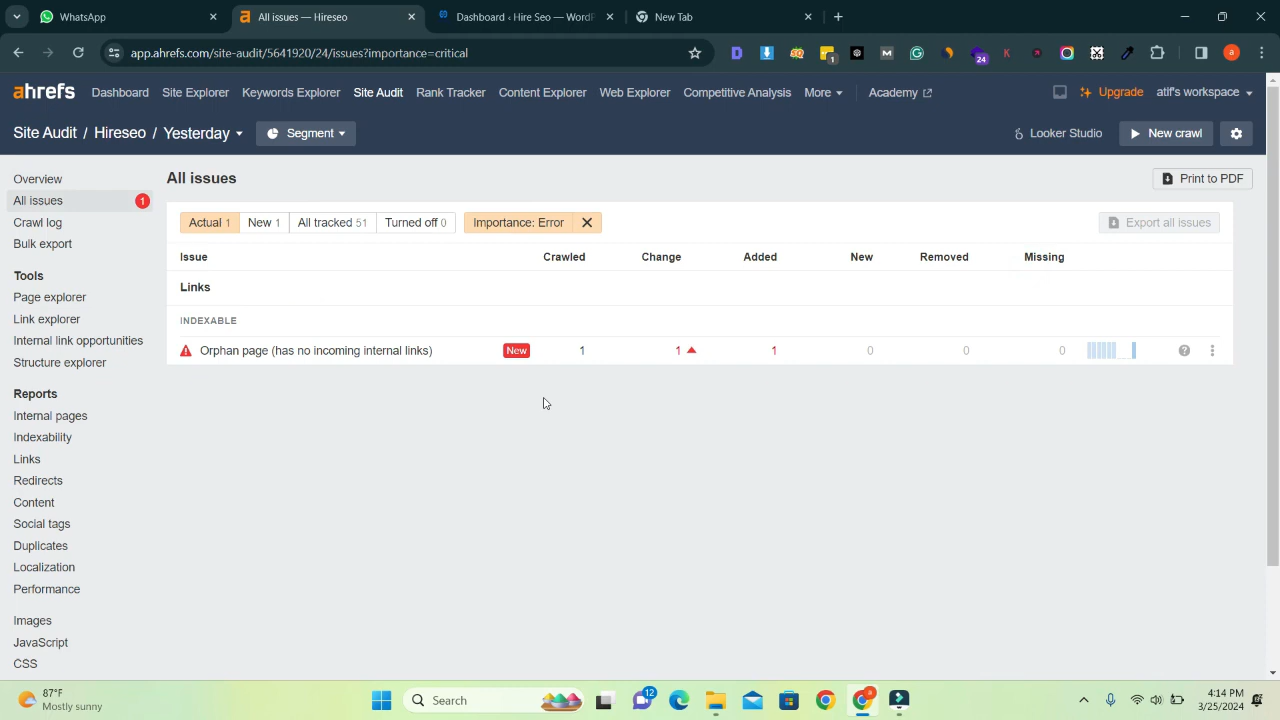 WhatsApp
All issues — Hireseo
Dashboard ‹ Hire Seo — WordP
New Tab
app.ahrefs.com/site-audit/5641920/24/issues?importance=critical
1
24
a
ahrefs
Dashboard
Site Explorer
Keywords Explorer
Site Audit
Rank Tracker
Content Explorer
Web Explorer
Competitive Analysis
More
Academy
Upgrade
atif's workspace
Site Audit / Hireseo / Yesterday
Segment
Looker Studio
New crawl
Overview
All issues 1
Crawl log
Bulk export
Tools
Page explorer
Link explorer
Internal link opportunities
Structure explorer
Reports
Internal pages
Indexability
Links
Redirects
Content
Social tags
Duplicates
Localization
Performance
Images
JavaScript
CSS
All issues
Print to PDF
Actual 1
New 1
All tracked 51
Turned off 0
Importance: Error
Export all issues
Issue Crawled Change Added New Removed Missing
Links
INDEXABLE
Orphan page (has no incoming internal links) New 1 1 1 0 0 0
87°F
Mostly sunny
Search
12
a
4:14 PM
3/25/2024